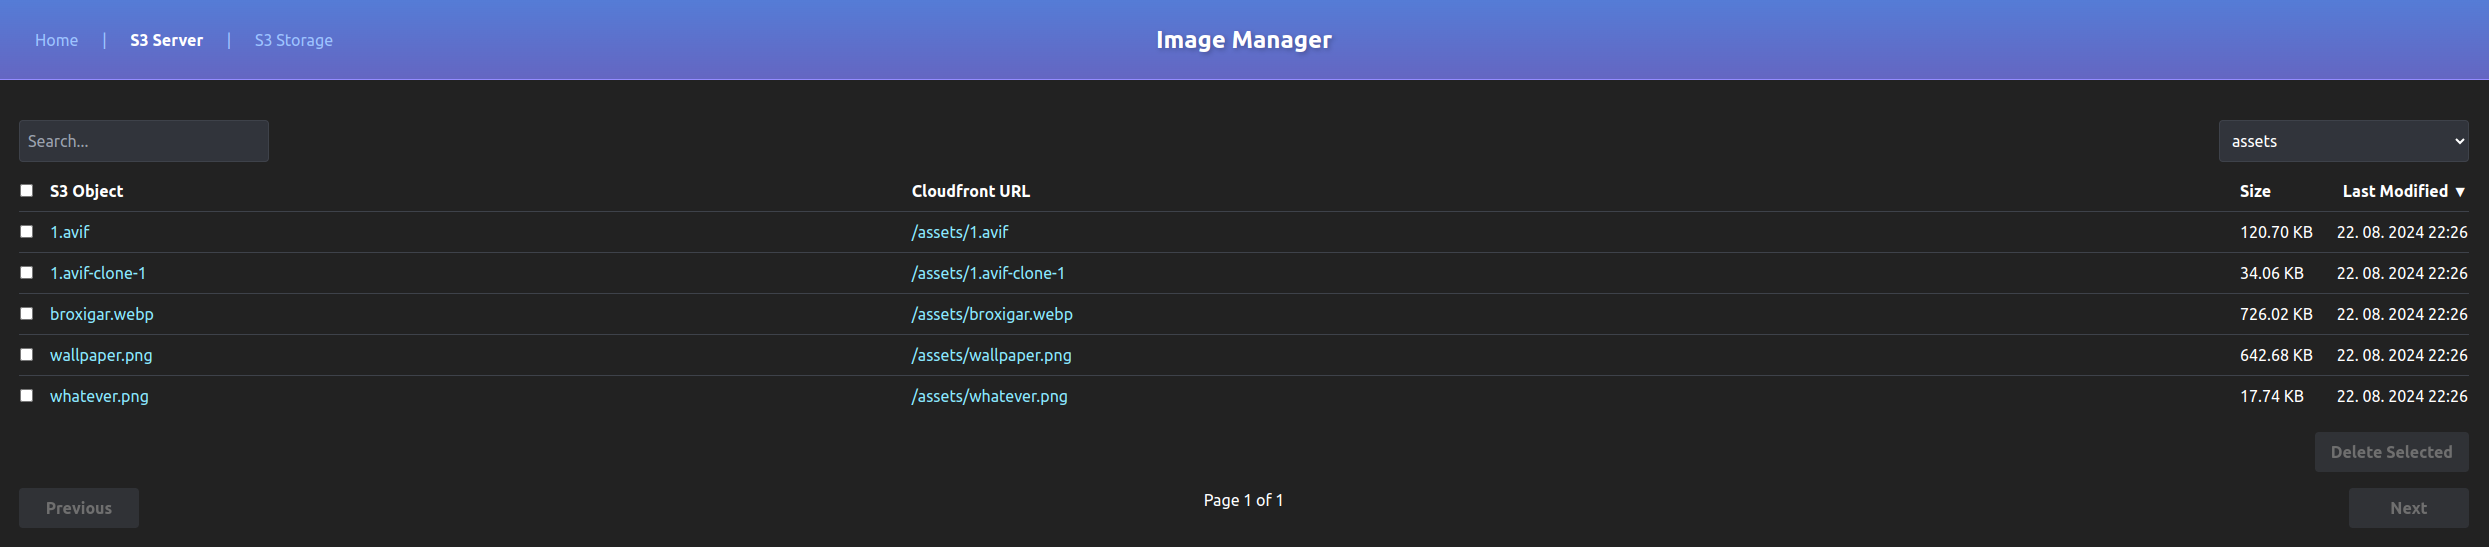 Home | S3 Server | S3 Storage Image Manager
Search... assets
S3 Object Cloudfront URL Size Last Modified ▼
1.avif /assets/1.avif 120.70 KB 22. 08. 2024 22:26
1.avif-clone-1 /assets/1.avif-clone-1 34.06 KB 22. 08. 2024 22:26
broxigar.webp /assets/broxigar.webp 726.02 KB 22. 08. 2024 22:26
wallpaper.png /assets/wallpaper.png 642.68 KB 22. 08. 2024 22:26
whatever.png /assets/whatever.png 17.74 KB 22. 08. 2024 22:26
Delete Selected
Previous Page 1 of 1 Next